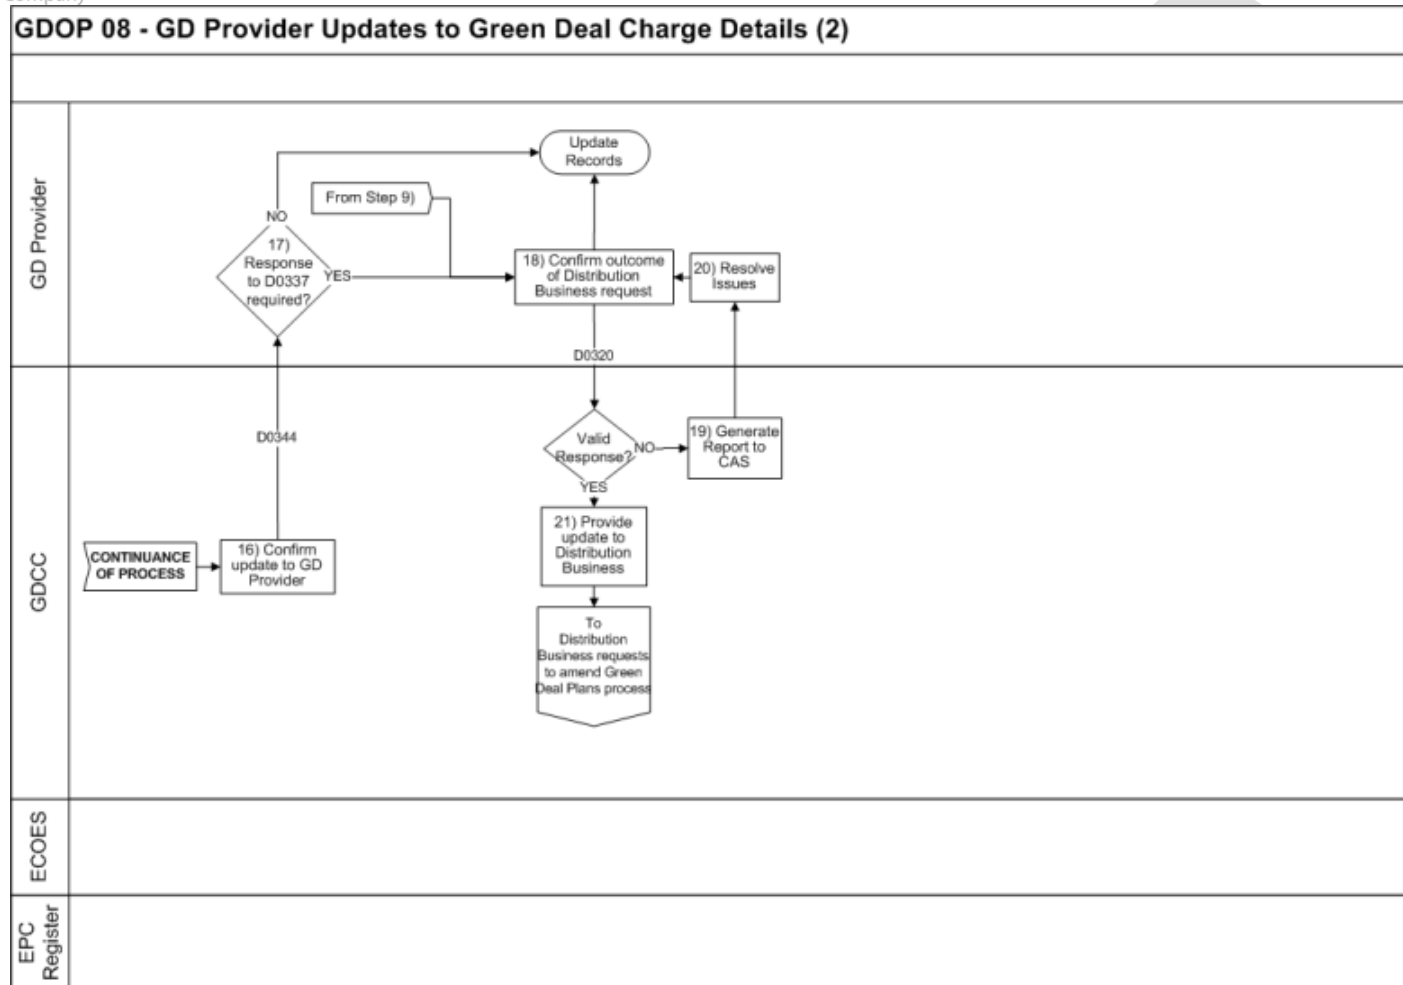 company
GDOP 08 - GD Provider Updates to Green Deal Charge Details (2)
GD Provider
Update
Records
From Step 9)
NO
17)
Response
to D0337
required?
YES
18) Confirm outcome
of Distribution
Business request
20) Resolve
Issues
D0320
GDCC
D0344
Valid
Response?
NO
YES
19) Generate
Report to
CAS
CONTINUANCE
OF PROCESS
16) Confirm
update to GD
Provider
21) Provide
update to
Distribution
Business
To
Distribution
Business requests
to amend Green
Deal Plans process
ECOES
EPC
Register